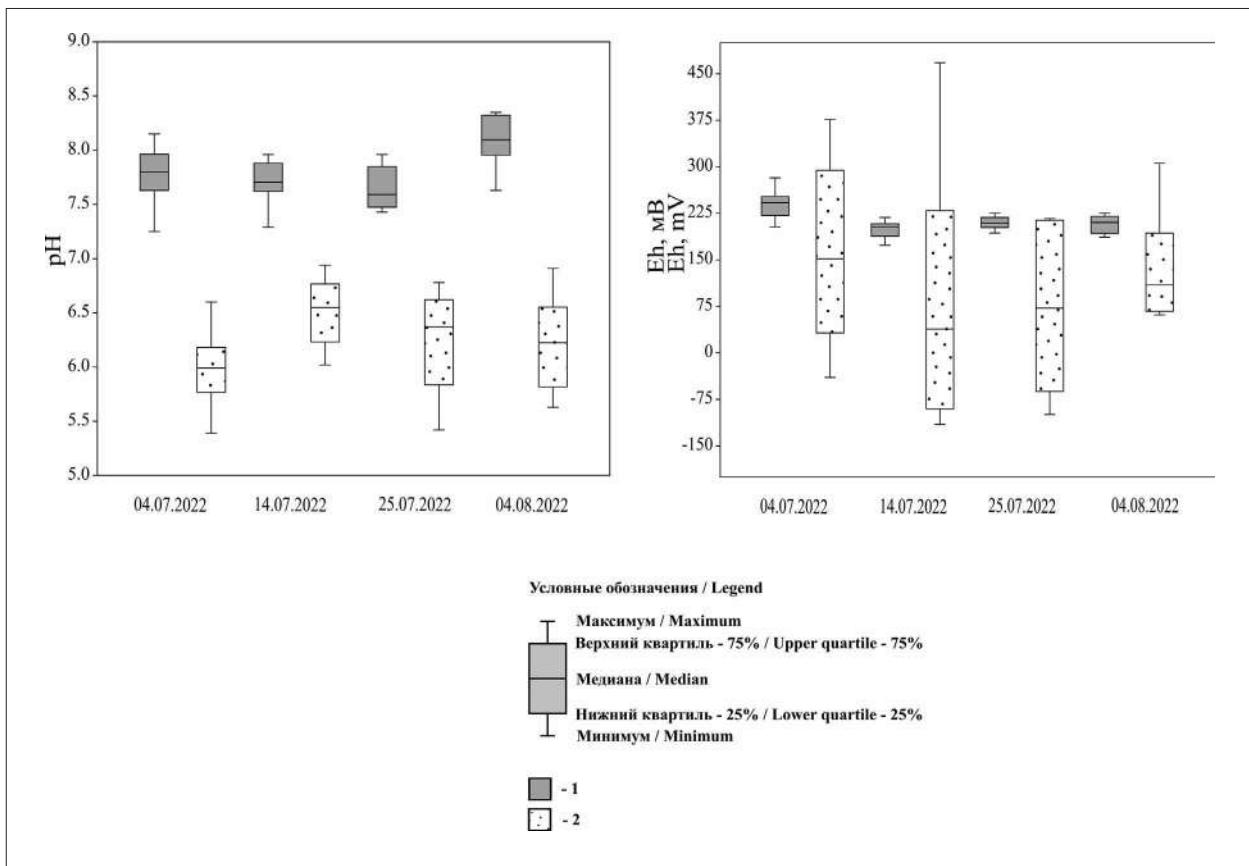 9.0
8.5
8.0
7.5
7.0
6.5
6.0
5.5
5.0
pH
04.07.2022 14.07.2022 25.07.2022 04.08.2022
450
375
300
225
150
75
0
-75
-150
Eh, мВ
Eh, mV
04.07.2022 14.07.2022 25.07.2022 04.08.2022
Условные обозначения / Legend
Максимум / Maximum
Верхний квартиль - 75% / Upper quartile - 75%
Медиана / Median
Нижний квартиль - 25% / Lower quartile - 25%
Минимум / Minimum
- 1
- 2